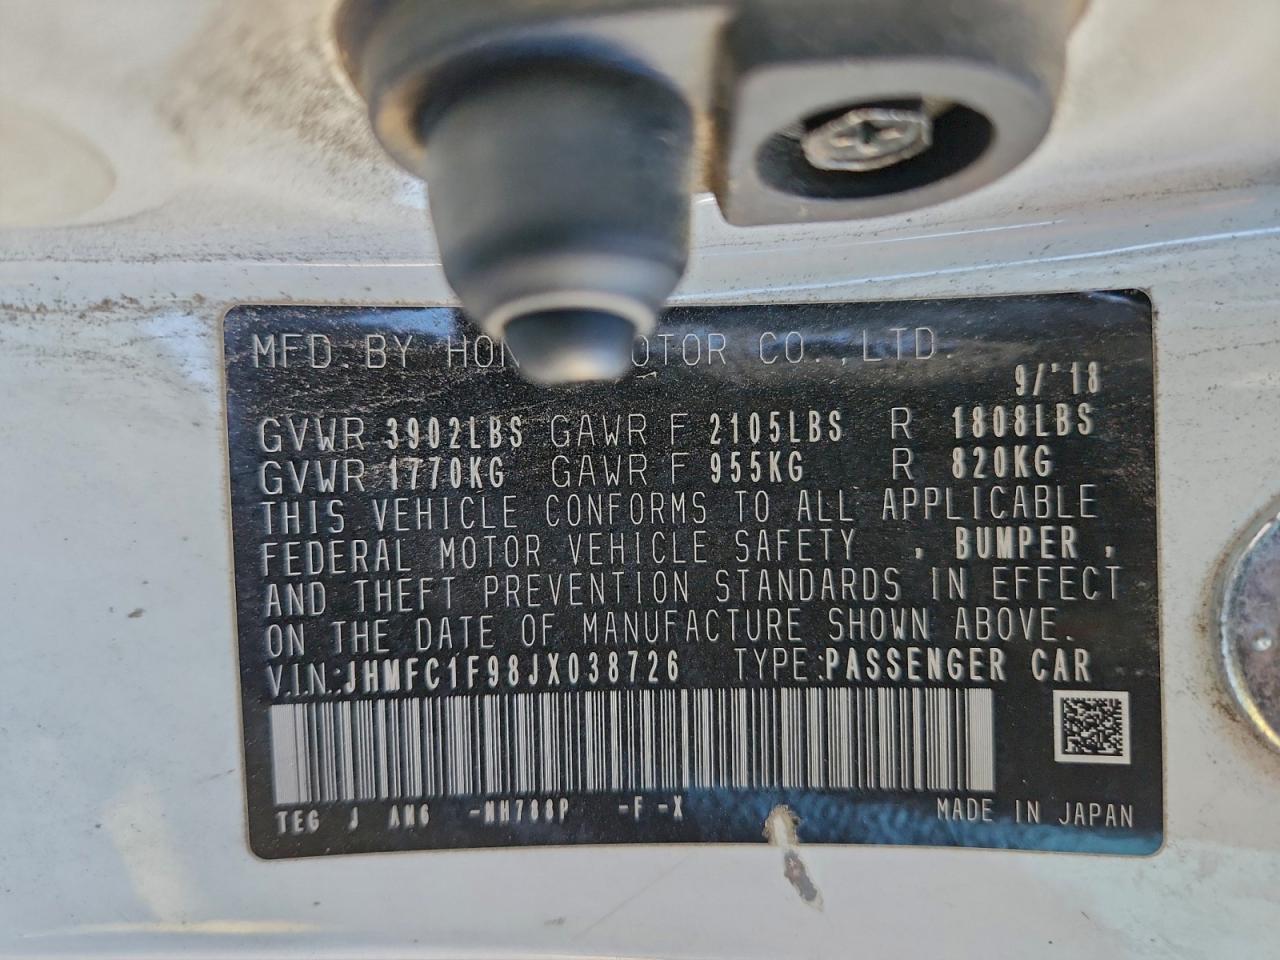 MFD. BY HON OTOR CO.,LTD.
9/'18
GVWR 3902LBS GAWR F 2105LBS R 1808LBS
GVWR 1770KG GAWR F 955KG R 820KG
THIS VEHICLE CONFORMS TO ALL APPLICABLE
FEDERAL MOTOR VEHICLE SAFETY , BUMPER ,
AND THEFT PREVENTION STANDARDS IN EFFECT
ON THE DATE OF MANUFACTURE SHOWN ABOVE.
V.I.N.:JHMFC1F98JX038726 TYPE:PASSENGER CAR
TEG J AN6 -NH788P -F -X MADE IN JAPAN